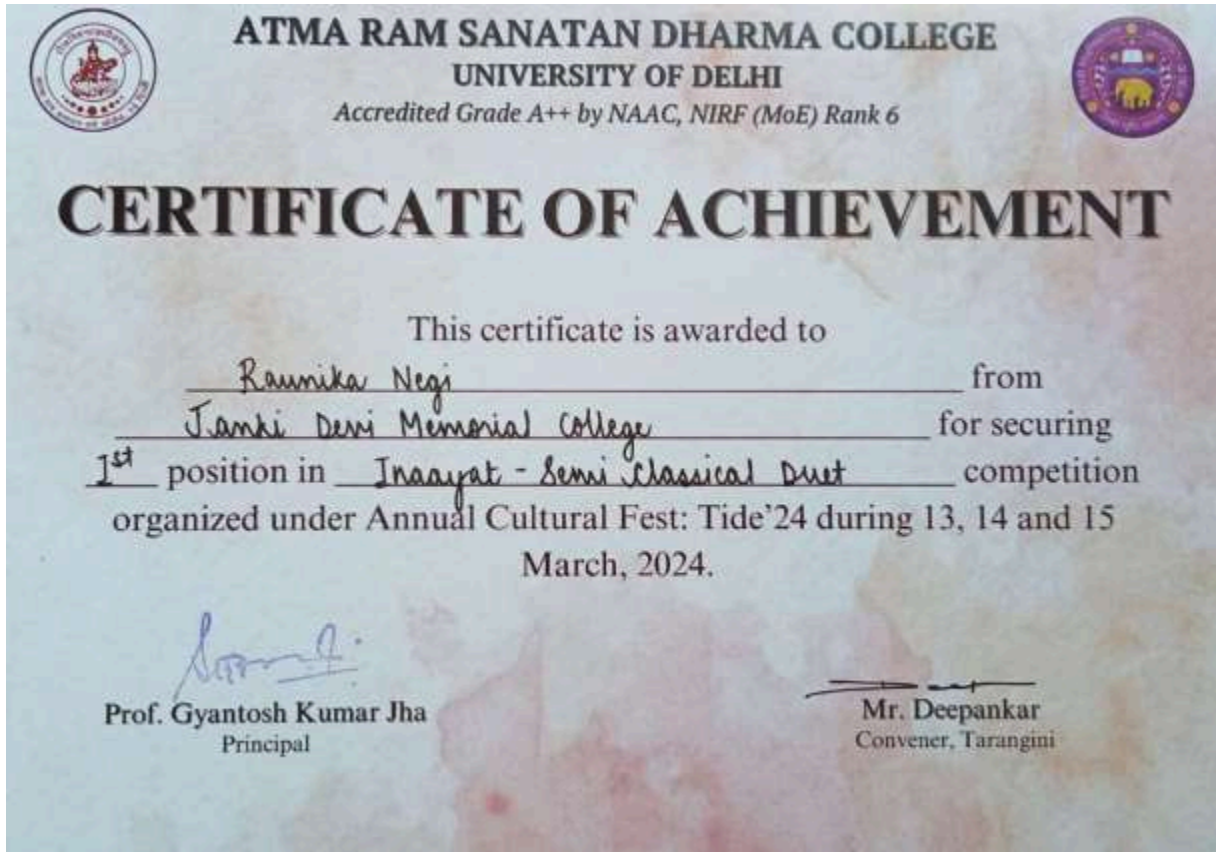 ATMA RAM SANATAN DHARMA COLLEGE
UNIVERSITY OF DELHI
Accredited Grade A++ by NAAC, NIRF (MoE) Rank 6
CERTIFICATE OF ACHIEVEMENT
This certificate is awarded to
Raunika Negi from
Janki Devi Memorial College for securing
1st position in Inaayat - Semi Classical Duet competition
organized under Annual Cultural Fest: Tide'24 during 13, 14 and 15
March, 2024.
Prof. Gyantosh Kumar Jha
Principal
Mr. Deepankar
Convener, Tarangini